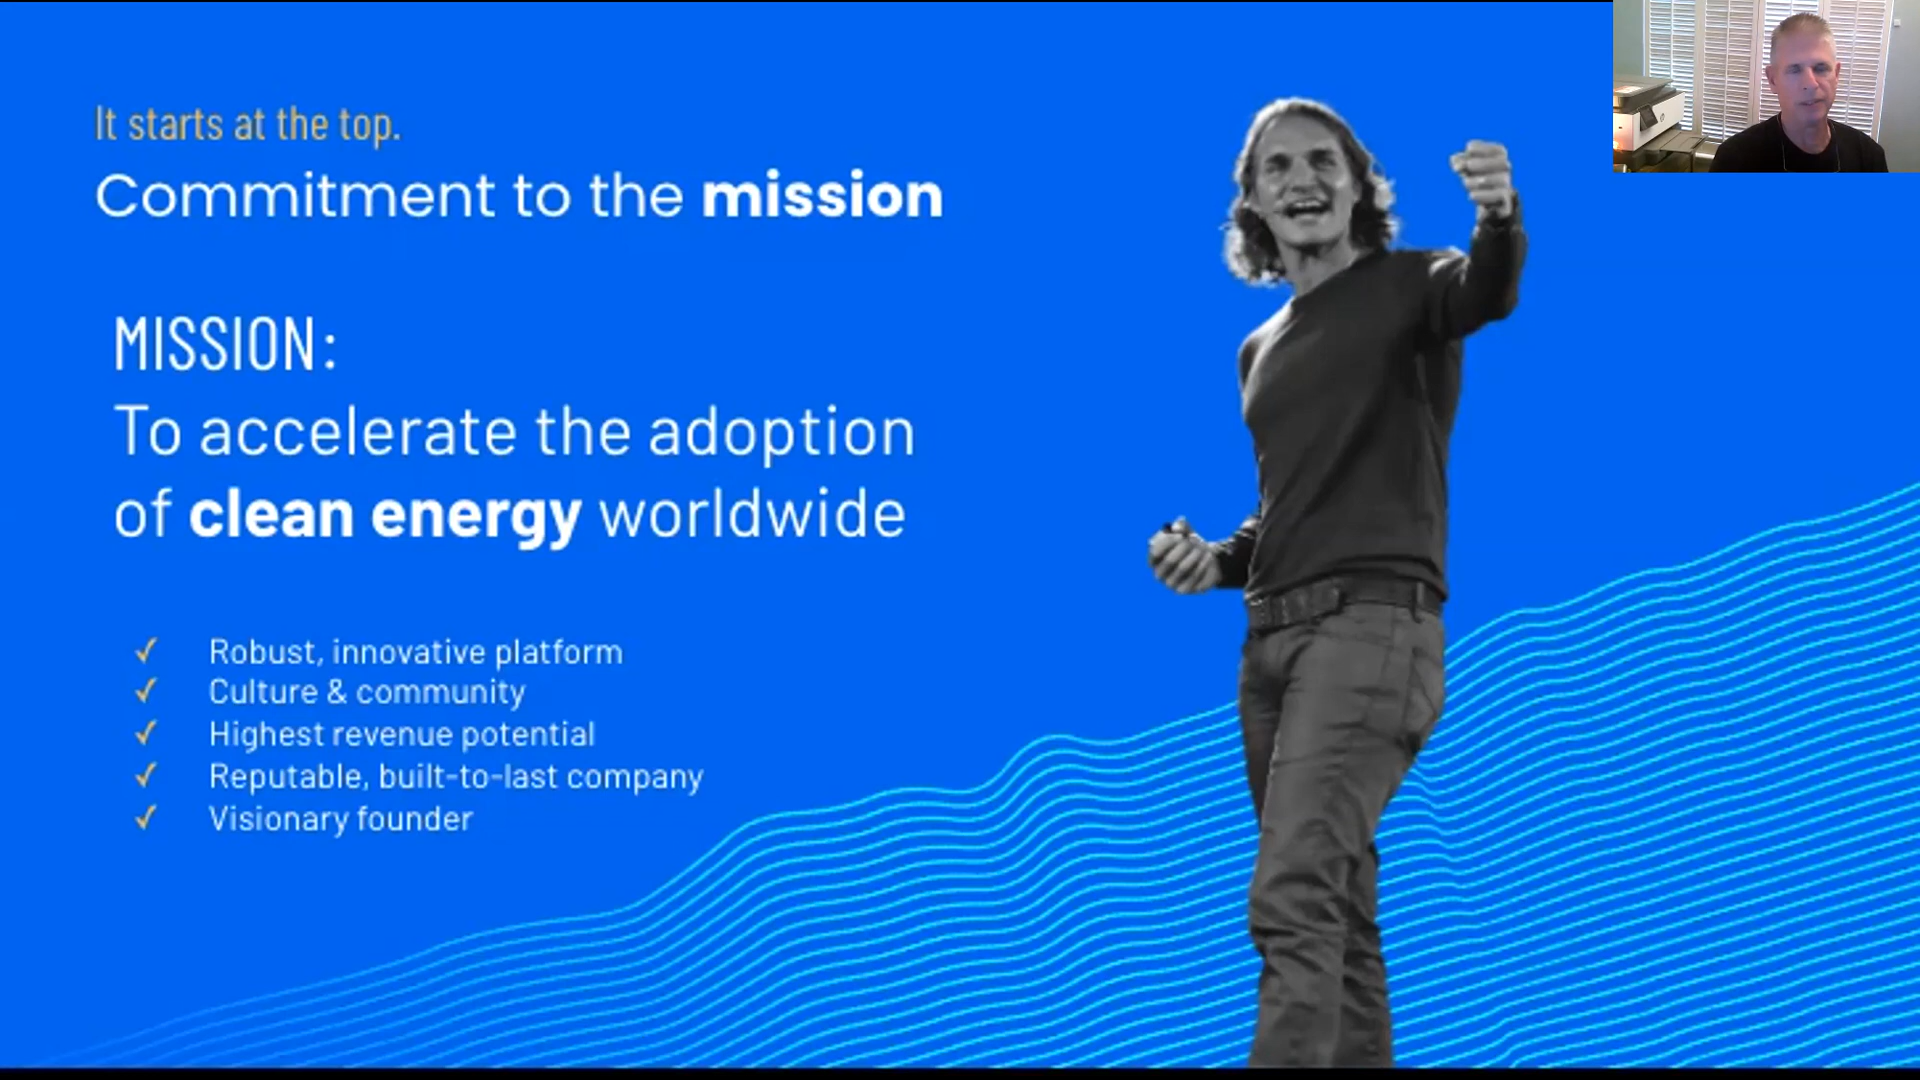 It starts at the top.
Commitment to the mission
MISSION:
To accelerate the adoption
of clean energy worldwide
✓ Robust, innovative platform
✓ Culture & community
✓ Highest revenue potential
✓ Reputable, built-to-last company
✓ Visionary founder